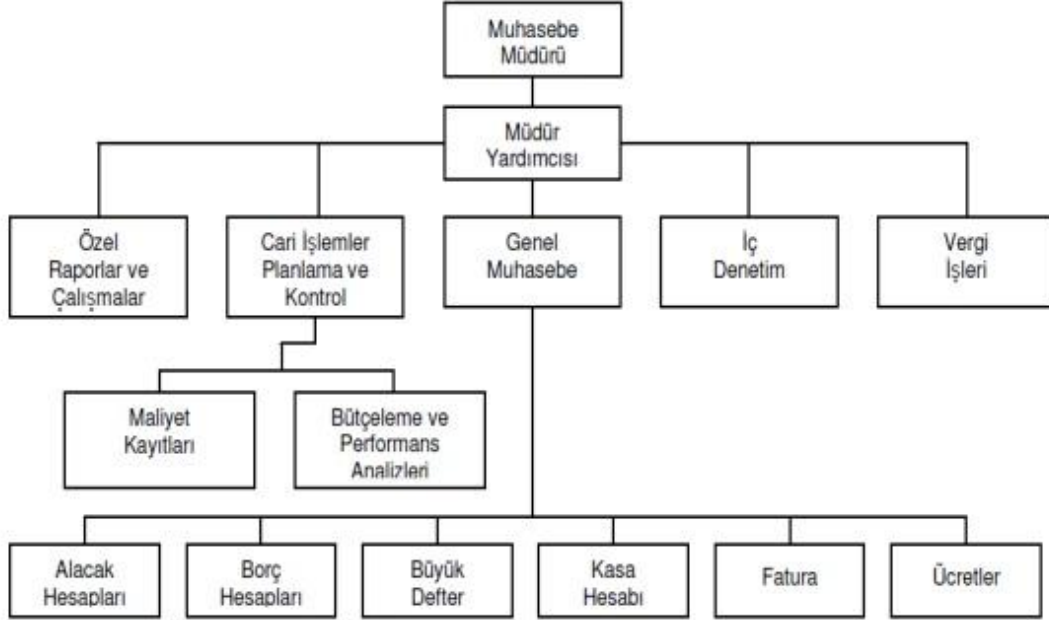 Muhasebe
Müdürü
Müdür
Yardımcısı
Özel
Raporlar ve
Çalışmalar
Cari İşlemler
Planlama ve
Kontrol
Genel
Muhasebe
İç
Denetim
Vergi
İşleri
Maliyet
Kayıtları
Bütçeleme ve
Performans
Analizleri
Alacak
Hesapları
Borç
Hesapları
Büyük
Defter
Kasa
Hesabı
Fatura
Ücretler